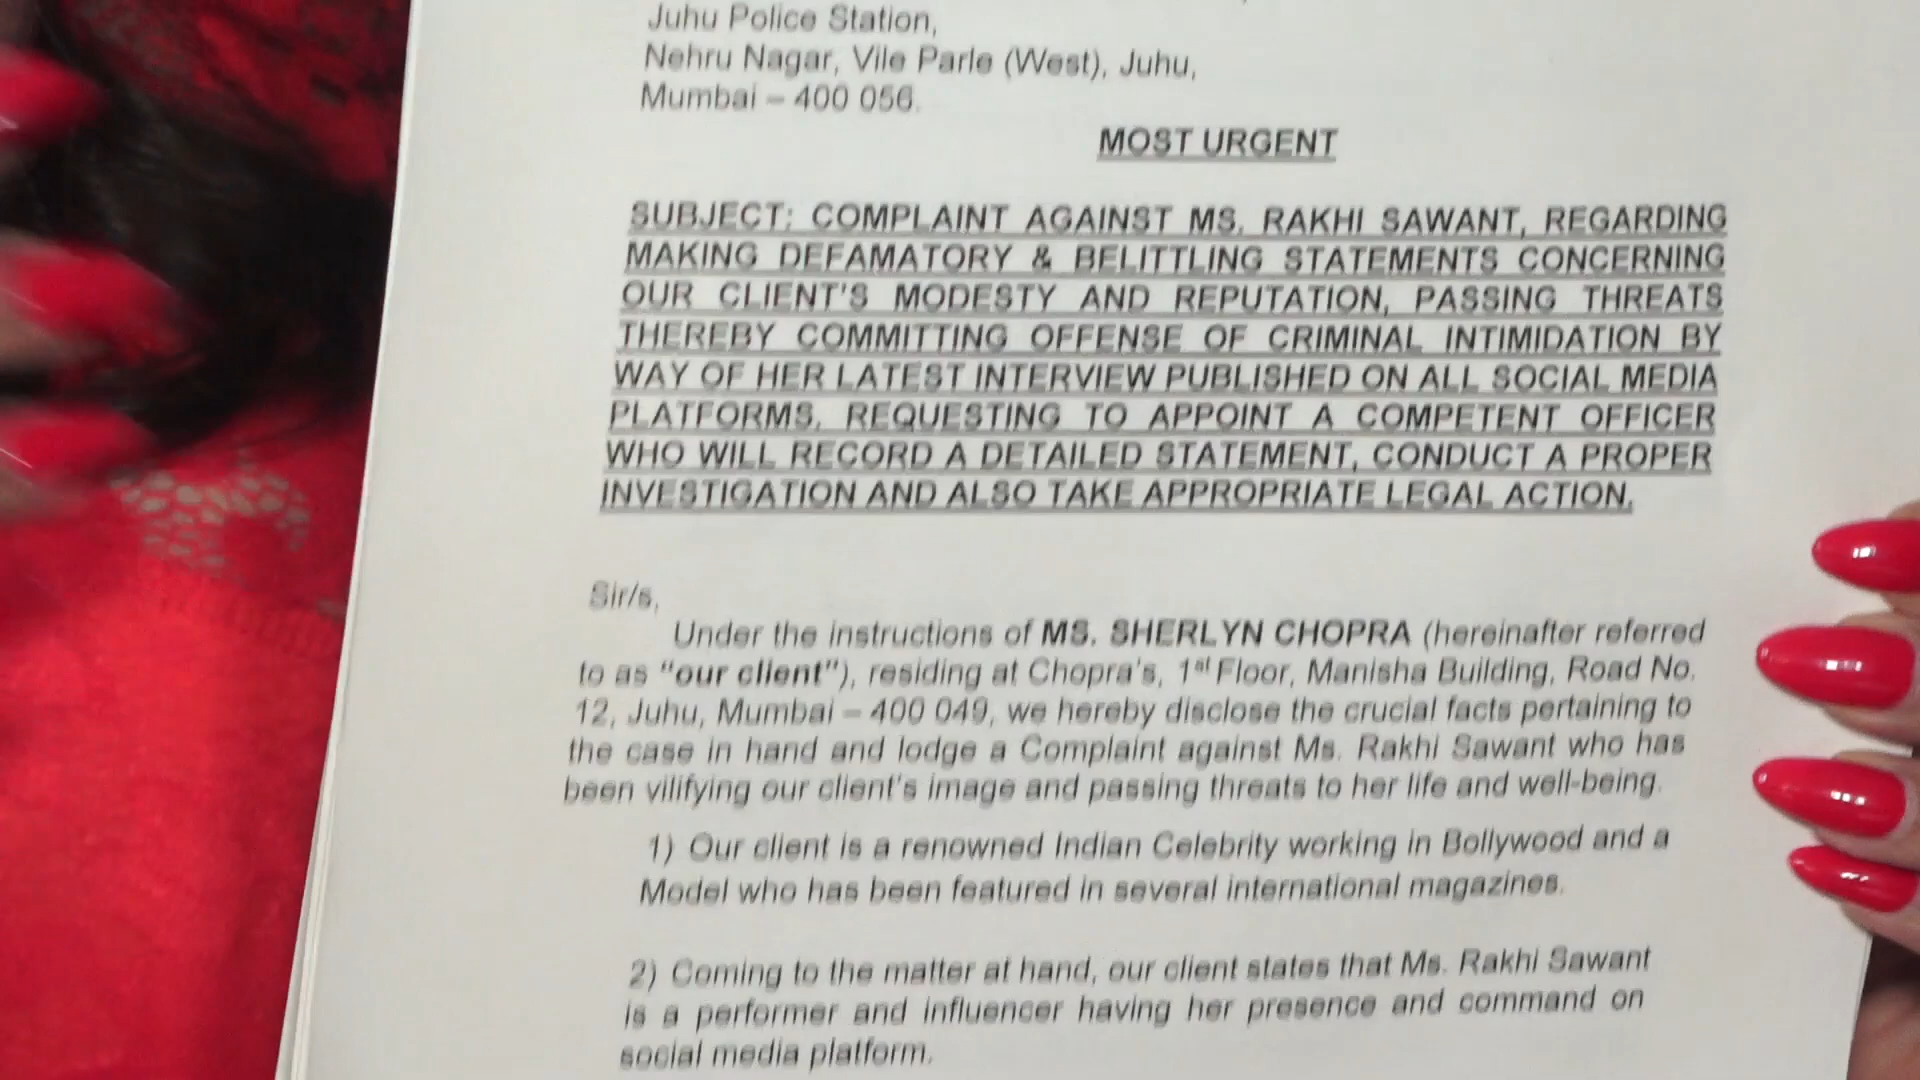 Juhu Police Station,
Nehru Nagar, Vile Parle (West), Juhu,
Mumbai – 400 056.
MOST URGENT
SUBJECT: COMPLAINT AGAINST MS. RAKHI SAWANT, REGARDING
MAKING DEFAMATORY & BELITTLING STATEMENTS CONCERNING
OUR CLIENT'S MODESTY AND REPUTATION, PASSING THREATS
THEREBY COMMITTING OFFENSE OF CRIMINAL INTIMIDATION BY
WAY OF HER LATEST INTERVIEW PUBLISHED ON ALL SOCIAL MEDIA
PLATFORMS, REQUESTING TO APPOINT A COMPETENT OFFICER
WHO WILL RECORD A DETAILED STATEMENT, CONDUCT A PROPER
INVESTIGATION AND ALSO TAKE APPROPRIATE LEGAL ACTION.
Sir/s,
Under the instructions of MS. SHERLYN CHOPRA (hereinafter referred
to as “our client”), residing at Chopra's, 1st Floor, Manisha Building, Road No.
12, Juhu, Mumbai – 400 049, we hereby disclose the crucial facts pertaining to
the case in hand and lodge a Complaint against Ms. Rakhi Sawant who has
been vilifying our client's image and passing threats to her life and well-being.
1) Our client is a renowned Indian Celebrity working in Bollywood and a
Model who has been featured in several international magazines.
2) Coming to the matter at hand, our client states that Ms. Rakhi Sawant
is a performer and influencer having her presence and command on
social media platform.